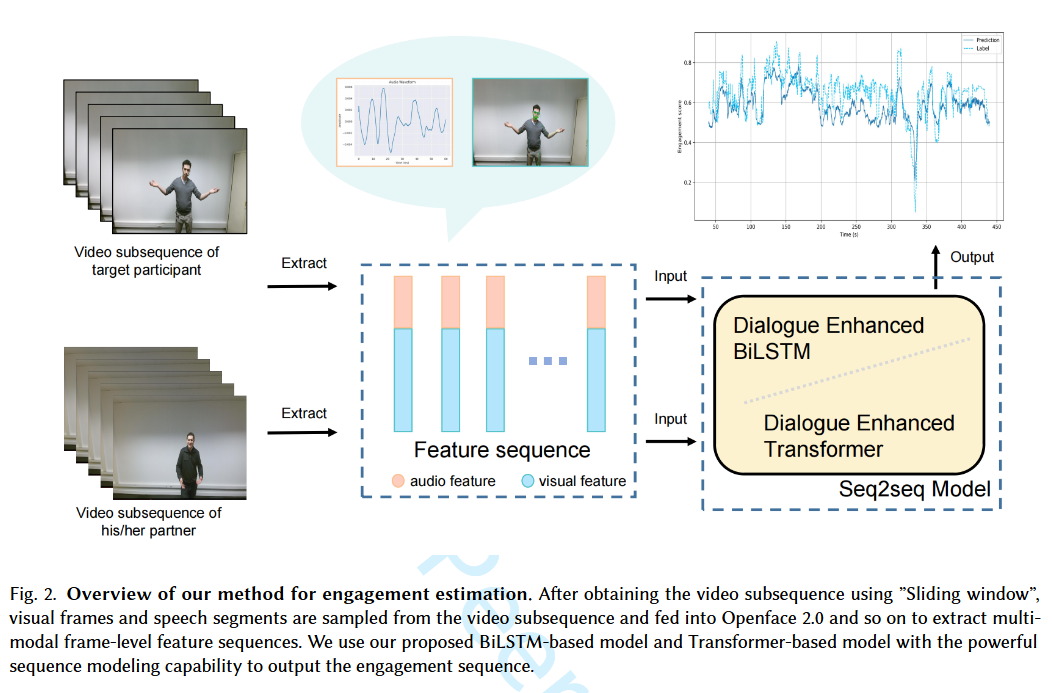 Video subsequence of
target participant
Extract
Audio Waveform
Input
Prediction
Label
0.8
0.6
0.4
0.2
Engagement score
50 100 150 200 250 300 350 400 450
Time (s)
Output
Dialogue Enhanced
BiLSTM
Dialogue Enhanced
Transformer
Seq2seq Model
Extract
Input
Feature sequence
audio feature
visual feature
Video subsequence of
his/her partner
Fig. 2. Overview of our method for engagement estimation. After obtaining the video subsequence using "Sliding window",
visual frames and speech segments are sampled from the video subsequence and fed into Openface 2.0 and so on to extract multi-
modal frame-level feature sequences. We use our proposed BiLSTM-based model and Transformer-based model with the powerful
sequence modeling capability to output the engagement sequence.